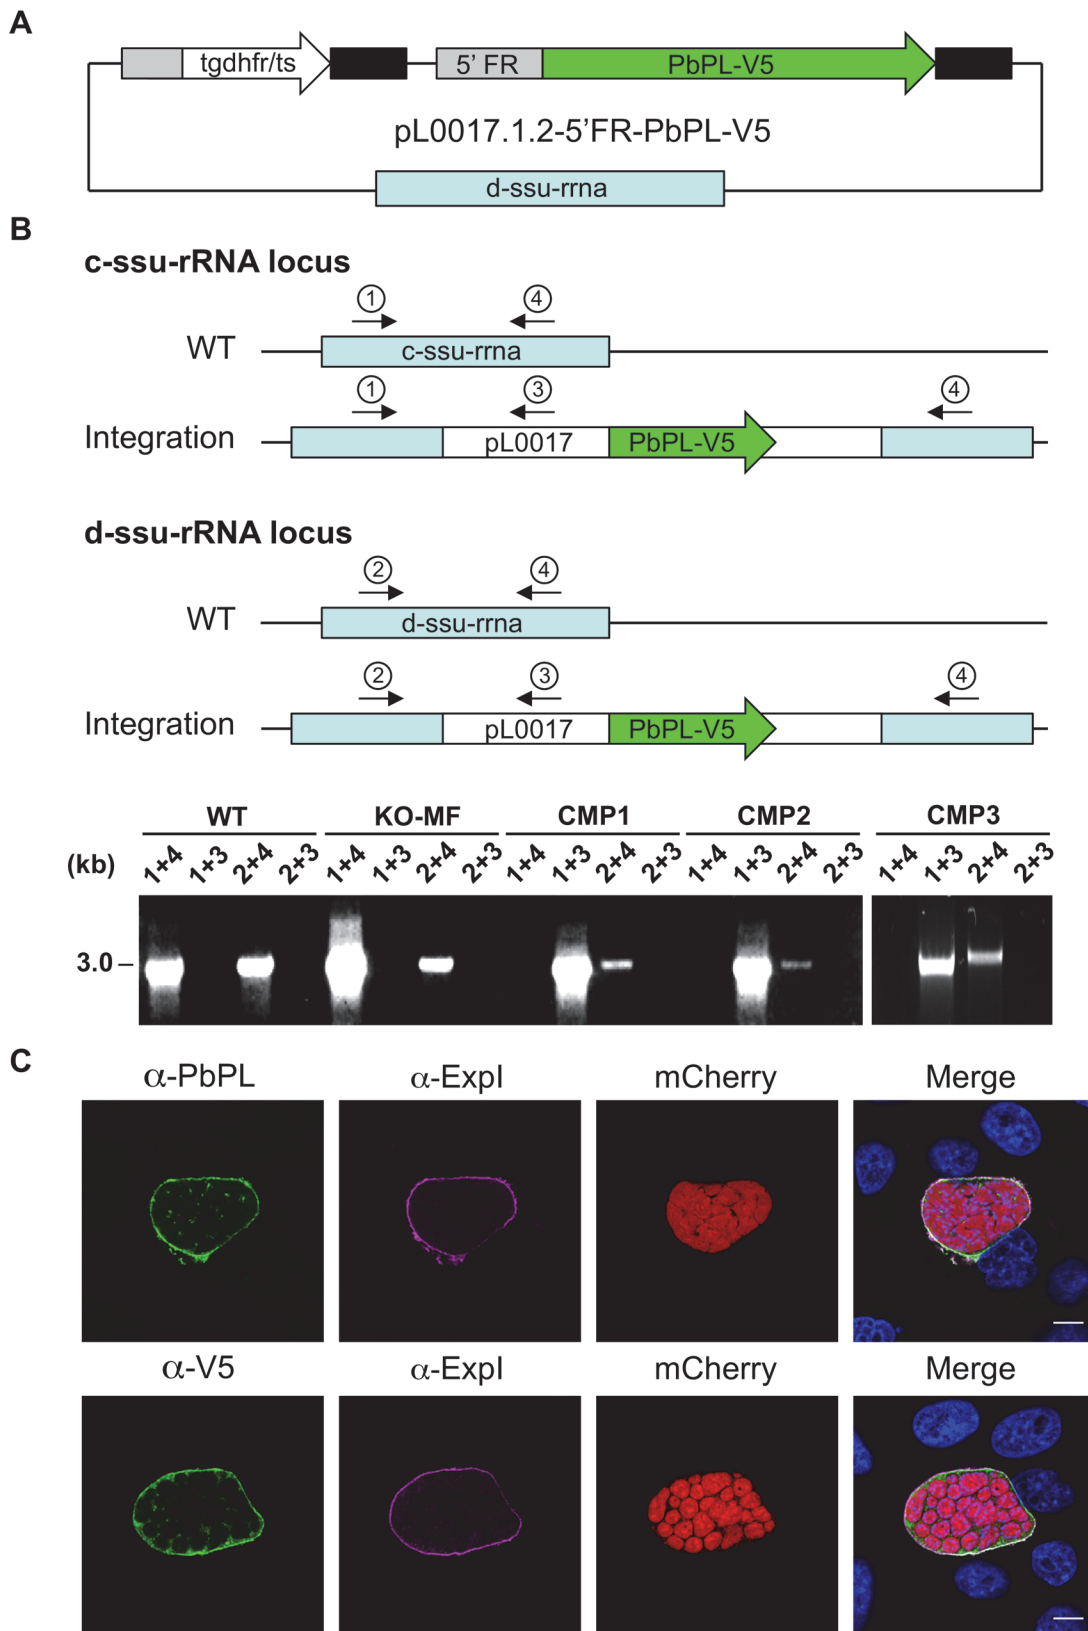 A
tgdhfr/ts 5' FR PbPL-V5
pL0017.1.2-5'FR-PbPL-V5
d-ssu-rrna
B
c-ssu-rRNA locus
1 4
WT c-ssu-rrna
1 3 4
Integration pL0017 PbPL-V5
d-ssu-rRNA locus
2 4
WT d-ssu-rrna
2 3 4
Integration pL0017 PbPL-V5
WT KO-MF CMP1 CMP2 CMP3
(kb) 1+4 1+3 2+4 2+3 1+4 1+3 2+4 2+3 1+4 1+3 2+4 2+3 1+4 1+3 2+4 2+3 1+4 1+3 2+4 2+3
3.0
C
α-PbPL α-ExpI mCherry Merge
α-V5 α-ExpI mCherry Merge